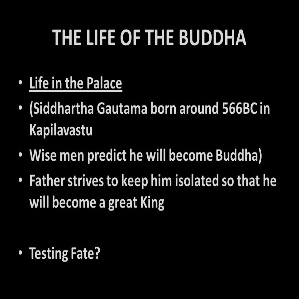 THE LIFE OF THE BUDDHA
• Life in the Palace
• (Siddhartha Gautama born around 566BC in
Kapilavastu
• Wise men predict he will become Buddha)
• Father strives to keep him isolated so that he
will become a great King
• Testing Fate?